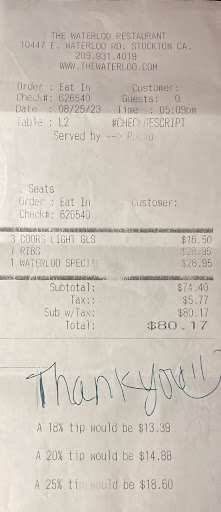 THE WATERLOO RESTAURANT
10447 E. WATERLOO RD. STOCKTON CA.
209.931.4019
WWW.THEWATERLOO.COM
Order : Eat In Customer:
Check#: 626540 Guests: 0
Date : 08/25/23 Time : 05:09pm
Table : L2 #CHECKDESCRIPT
Served by -->
2 Seats
Order : Eat In Customer:
Check#: 626540
3 COORS LIGHT GLS $16.50
1 RIBS $28.95
1 WATERLOO SPECIAL $28.95
Subtotal: $74.40
Tax:: $5.77
Sub w/Tax: $80.17
Total: $80.17
Thank you!!
A 18% tip would be $13.39
A 20% tip would be $14.88
A 25% tip would be $18.60